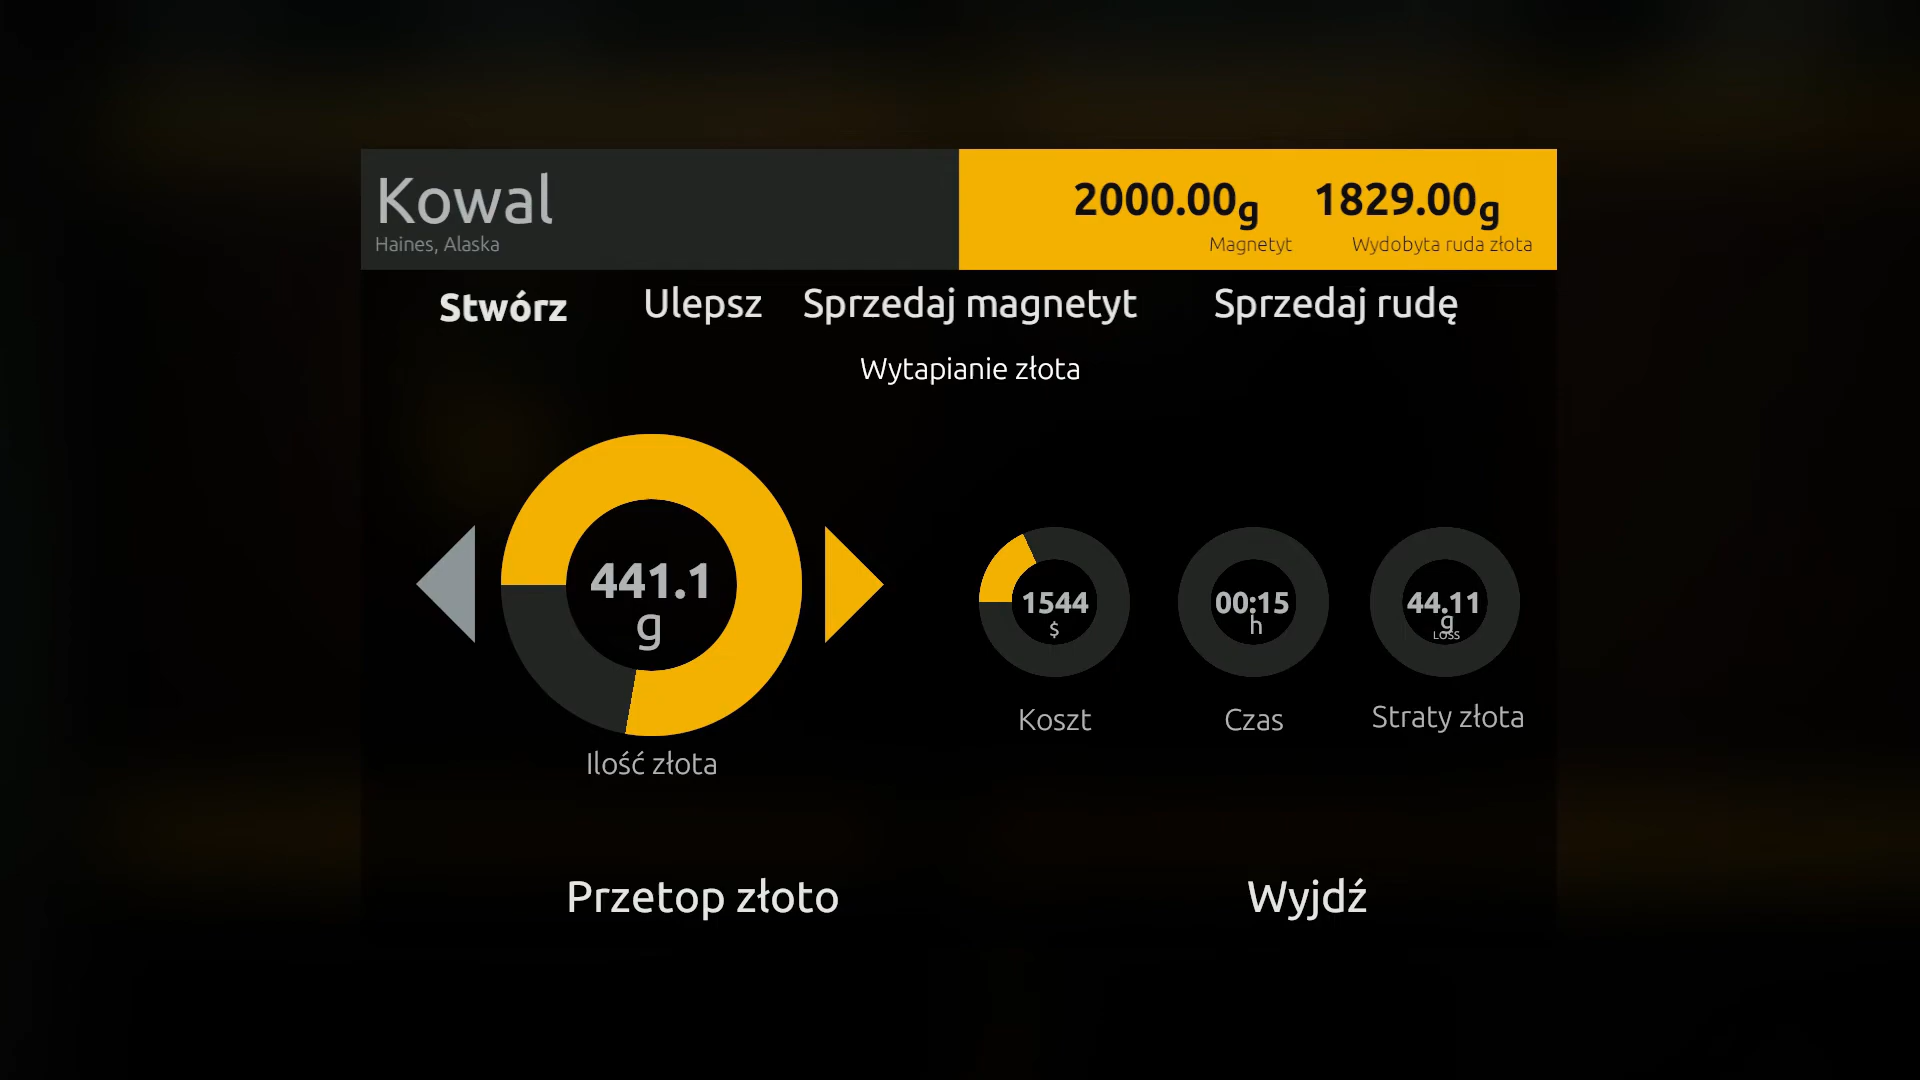 Kowal
Haines, Alaska
2000.00g 1829.00g
Magnetyt Wydobyta ruda złota
Stwórz Ulepsz Sprzedaj magnetyt Sprzedaj rudę
Wytapianie złota
441.1
g
Ilość złota
1544
$
Koszt
00:15
h
Czas
44.11
g
LOSS
Straty złota
Przetop złoto Wyjdź